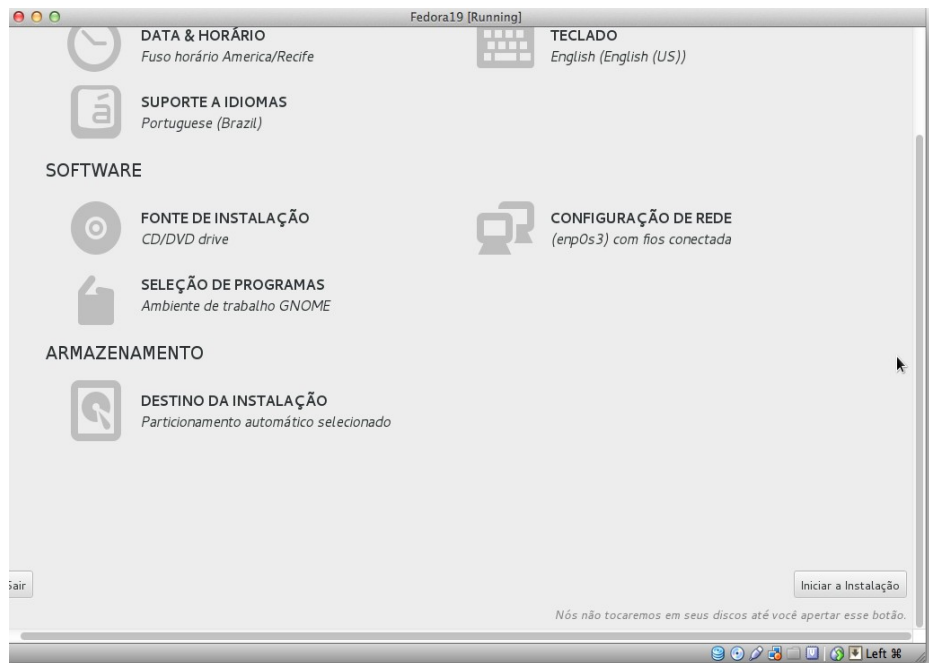 Fedora19 [Running]
DATA & HORÁRIO
Fuso horário America/Recife
TECLADO
English (English (US))
SUPORTE A IDIOMAS
Portuguese (Brazil)
SOFTWARE
FONTE DE INSTALAÇÃO
CD/DVD drive
CONFIGURAÇÃO DE REDE
(enp0s3) com fios conectada
SELEÇÃO DE PROGRAMAS
Ambiente de trabalho GNOME
ARMAZENAMENTO
DESTINO DA INSTALAÇÃO
Particionamento automático selecionado
Sair
Iniciar a Instalação
Nós não tocaremos em seus discos até você apertar esse botão.
Left ⌘